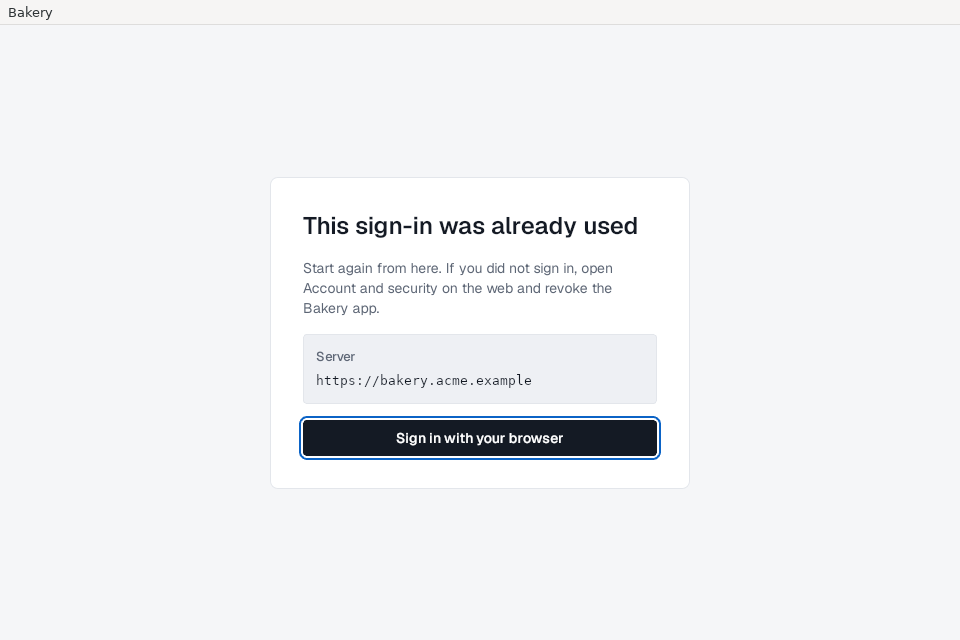 Bakery
This sign-in was already used
Start again from here. If you did not sign in, open
Account and security on the web and revoke the
Bakery app.
Server
https://bakery.acme.example
Sign in with your browser